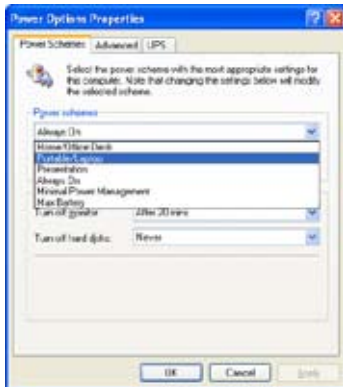 Power Options Properties
Power Schemes Advanced UPS
Select the power scheme with the most appropriate settings for
this computer. Note that changing the settings below will modify
the selected scheme.
Power schemes
Always On
Home/Office Desk
Portable/Laptop
Presentation
Always On
Minimal Power Management
Max Battery
Turn off monitor: After 20 mins
Turn off hard disks: Never
OK Cancel Apply